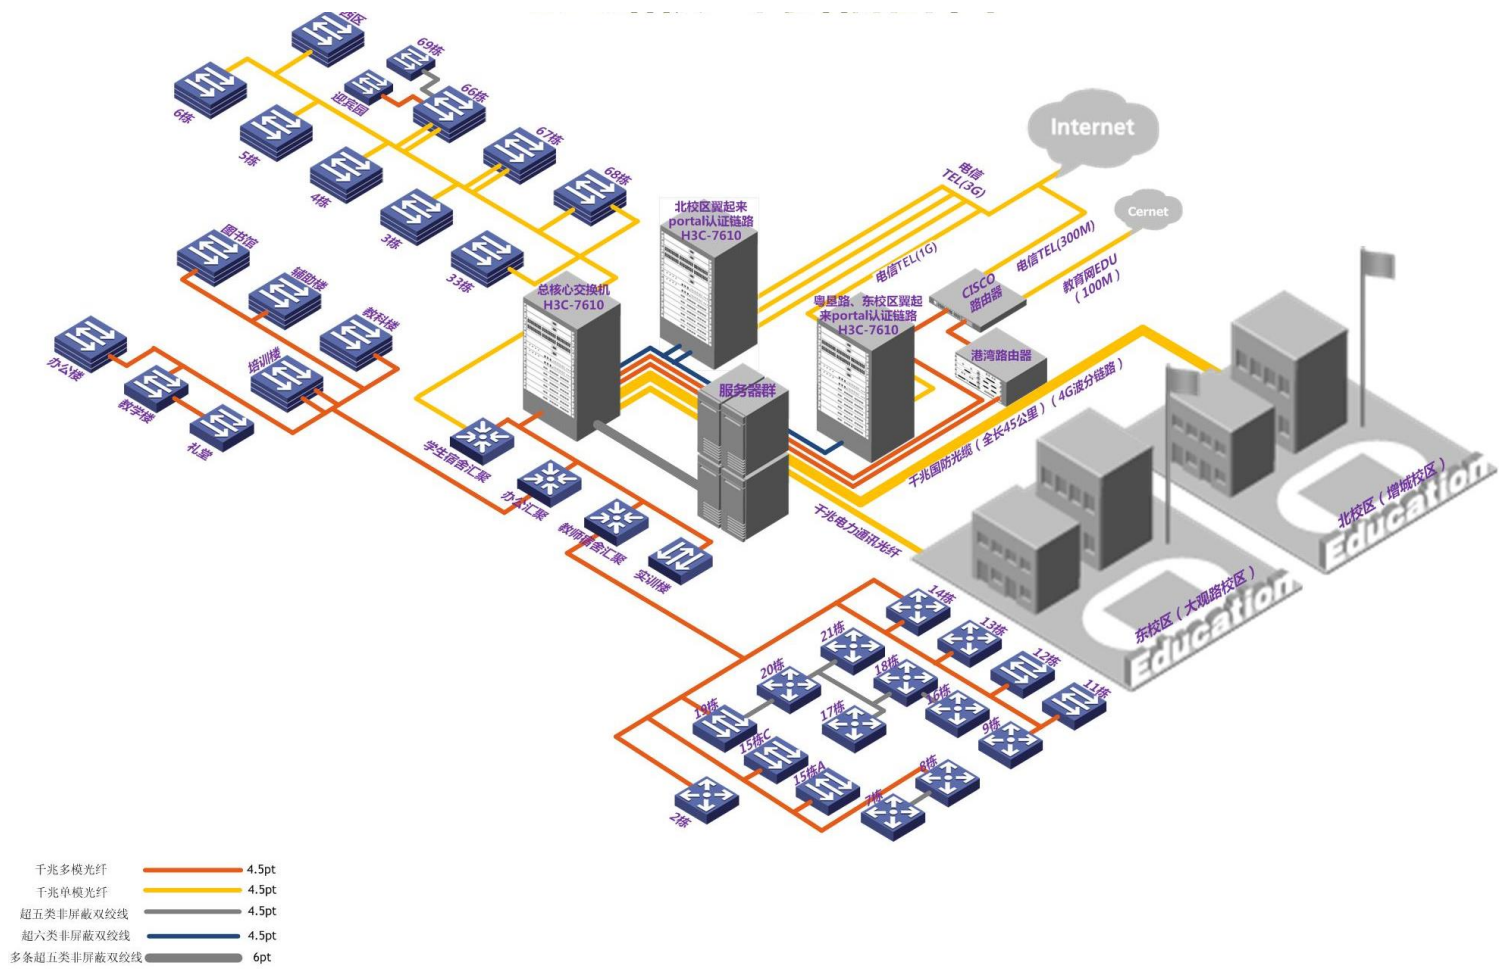 西区
69栋
6栋
迎宾园
66栋
5栋
67栋
4栋
68栋
3栋
33栋
图书馆
辅助楼
教科楼
办公楼
培训楼
教学楼
礼堂
北校区翼起来
portal认证链路
H3C-7610
总核心交换机
H3C-7610
粤垦路、东校区翼起
来portal认证链路
H3C-7610
服务器群
Internet
Cernet
电信
TEL(3G)
电信TEL(1G)
电信TEL(300M)
教育网EDU
（100M）
CISCO
路由器
港湾路由器
千兆国防光缆（全长45公里）（4G波分链路）
千兆电力通讯光纤
学生宿舍汇聚
办公汇聚
教师宿舍汇聚
实训楼
北校区（增城校区）
Education
东校区（大观路校区）
Education
14栋
13栋
12栋
11栋
21栋
20栋
18栋
16栋
19栋
17栋
9栋
15栋C
15栋A
8栋
7栋
2栋
千兆多模光纤 4.5pt
千兆单模光纤 4.5pt
超五类非屏蔽双绞线 4.5pt
超六类非屏蔽双绞线 4.5pt
多条超五类非屏蔽双绞线 6pt